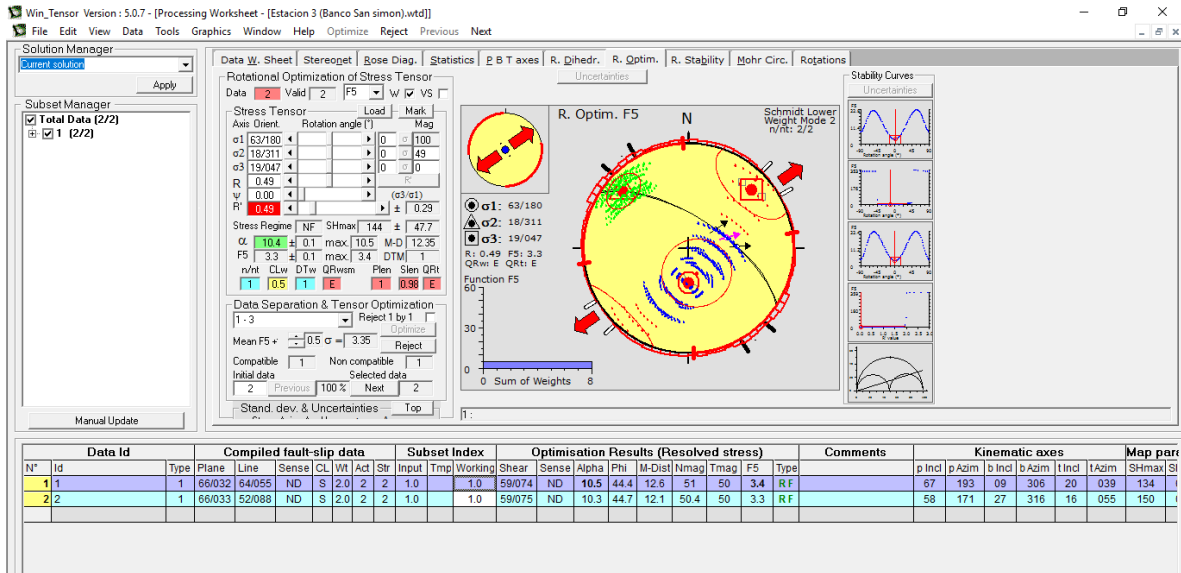 Win_Tensor Version : 5.0.7 - [Processing Worksheet - [Estacion 3 (Banco San simon).wtd]]
File Edit View Data Tools Graphics Window Help Optimize Reject Previous Next
Solution Manager
Current solution
Apply
Subset Manager
Total Data (2/2)
1 (2/2)
Manual Update
Data W. Sheet Stereonet Rose Diag. Statistics P B T axes R. Dihedr. R. Optim. R. Stability Mohr Circ. Rotations
Rotational Optimization of Stress Tensor
Data 2 Valid 2 F5 W VS
Stress Tensor Load Mark
Axis Orient. Rotation angle (°) Mag
σ1 63/180 0 σ 100
σ2 18/311 0 σ 49
σ3 19/047 0 σ 0
R 0.49 R'
Ψ 0.00 (σ3/σ1)
R' 0.49 ± 0.29
Stress Regime NF SHmax 144 ± 47.7
α 10.4 ± 0.1 max. 10.5 M-D 12.35
F5 3.3 ± 0.1 max. 3.4 DTM 1
n/nt CLw DTw QRwsm Plen Slen QRt
1 0.5 1 E 1 0.98 E
Data Separation & Tensor Optimization
1 - 3 Reject 1 by 1
Optimize
Mean F5 + 0.5 σ = 3.35 Reject
Compatible 1 Non compatible 1
Initial data Selected data
2 Previous 100 % Next 2
Stand. dev. & Uncertainties Top
Uncertainties
R. Optim. F5
N
Schmidt Lower
Weight Mode 2
n/nt: 2/2
σ1: 63/180
σ2: 18/311
σ3: 19/047
R: 0.49 F5: 3.3
QRw: E QRt: E
Function F5
60
30
0
0 Sum of Weights 8
1 :
Stability Curves
Uncertainties
F5
Rotation angle (°)
F5
Rotation angle (°)
F5
Rotation angle (°)
F5
R' value
Data Id Compiled fault-slip data Subset Index Optimisation Results (Resolved stress) Comments Kinematic axes Map para
N° Id Type Plane Line Sense CL Wt Act Str Input Tmp Working Shear Sense Alpha Phi M-Dist Nmag Tmag F5 Type p Incl p Azim b Incl b Azim t Incl t Azim SHmax
1 1 1 66/032 64/055 ND S 2.0 2 2 1.0 1.0 59/074 ND 10.5 44.4 12.6 51 50 3.4 R F 67 193 09 306 20 039 134
2 2 1 66/033 52/088 ND S 2.0 2 2 1.0 1.0 59/075 ND 10.3 44.7 12.1 50.4 50 3.3 R F 58 171 27 316 16 055 150